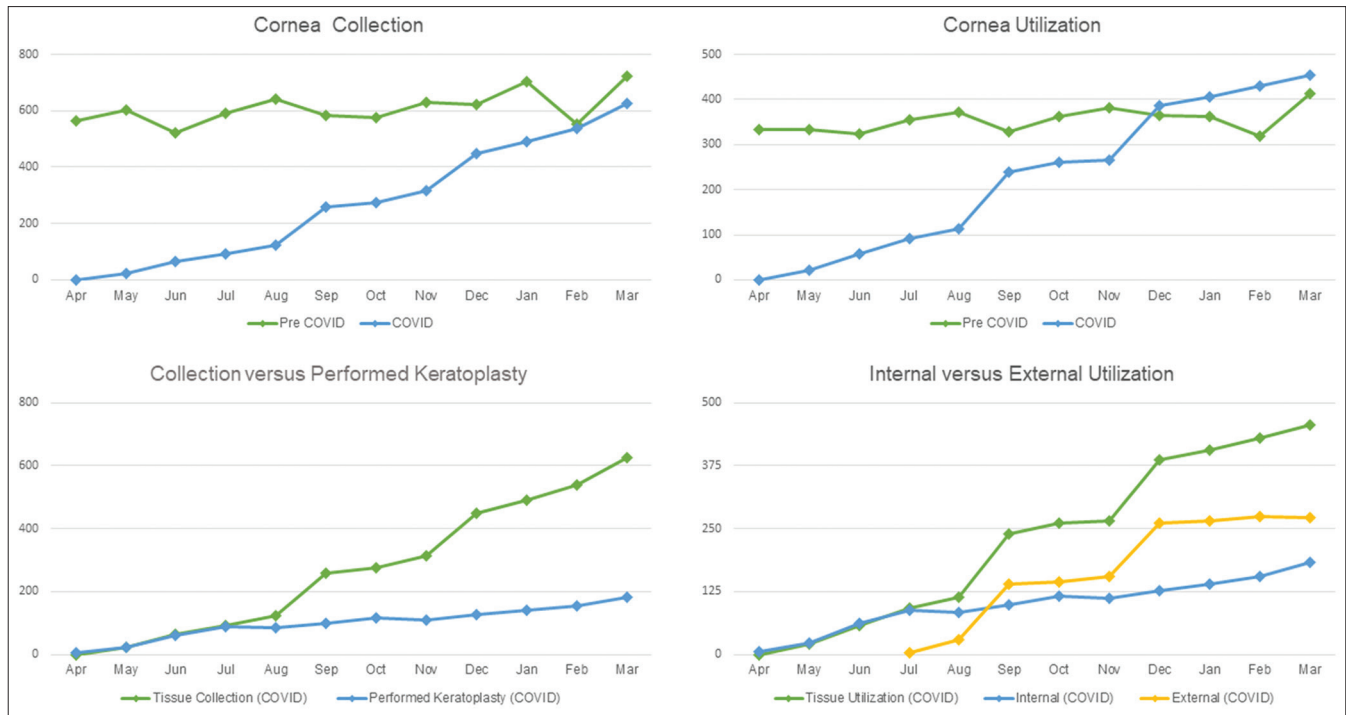 Cornea Collection
800
600
400
200
0
Apr May Jun Jul Aug Sep Oct Nov Dec Jan Feb Mar
Pre COVID COVID
Cornea Utilization
500
400
300
200
100
0
Apr May Jun Jul Aug Sep Oct Nov Dec Jan Feb Mar
Pre COVID COVID
Collection versus Performed Keratoplasty
800
600
400
200
0
Apr May Jun Jul Aug Sep Oct Nov Dec Jan Feb Mar
Tissue Collection (COVID) Performed Keratoplasty (COVID)
Internal versus External Utilization
500
375
250
125
0
Apr May Jun Jul Aug Sep Oct Nov Dec Jan Feb Mar
Tissue Utilization (COVID) Internal (COVID) External (COVID)